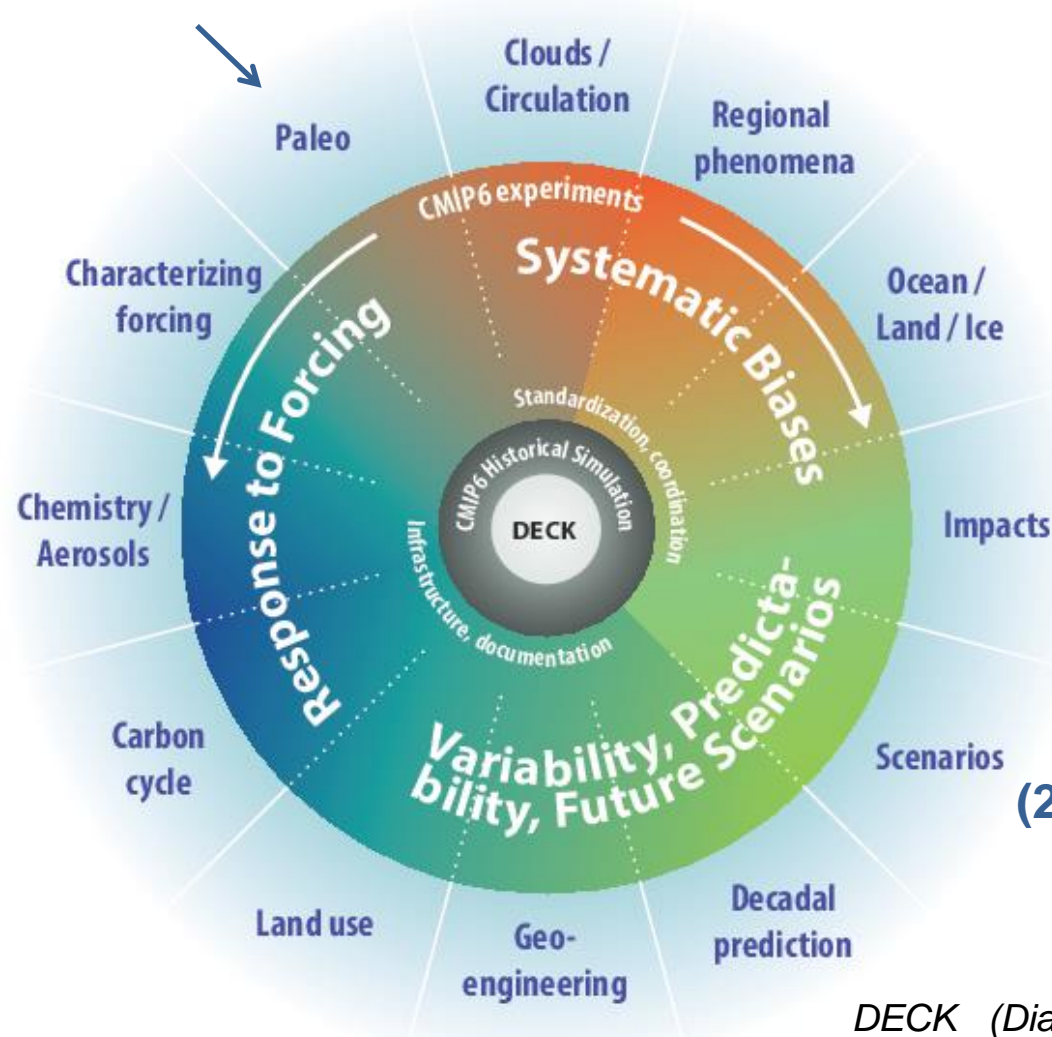 Clouds /
Circulation
Regional
phenomena
Paleo
CMIP6 experiments
Systematic Biases
Characterizing
forcing
Ocean /
Land / Ice
Response to Forcing
Standardization, coordination
CMIP6 Historical Simulation
DECK
Infrastructure, documentation
Chemistry /
Aerosols
Impacts
Variability, Predicta-
bility, Future Scenarios
Carbon
cycle
Scenarios
(2
Land use
Geo-
engineering
Decadal
prediction
DECK (Dia